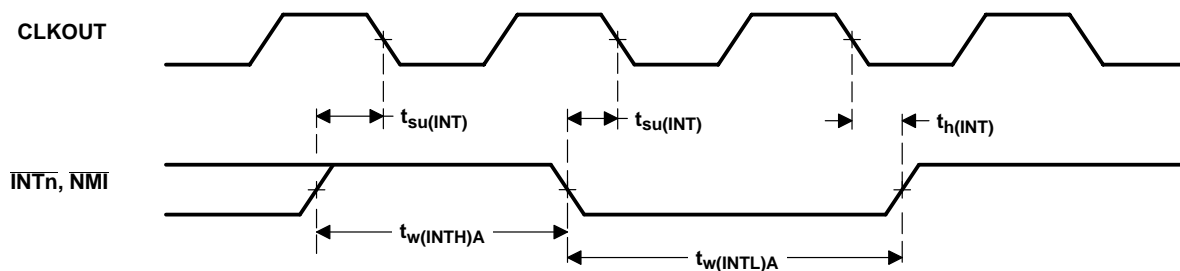 CLKOUT
tsu(INT)
tsu(INT)
th(INT)
INTn, NMI
tw(INTH)A
tw(INTL)A